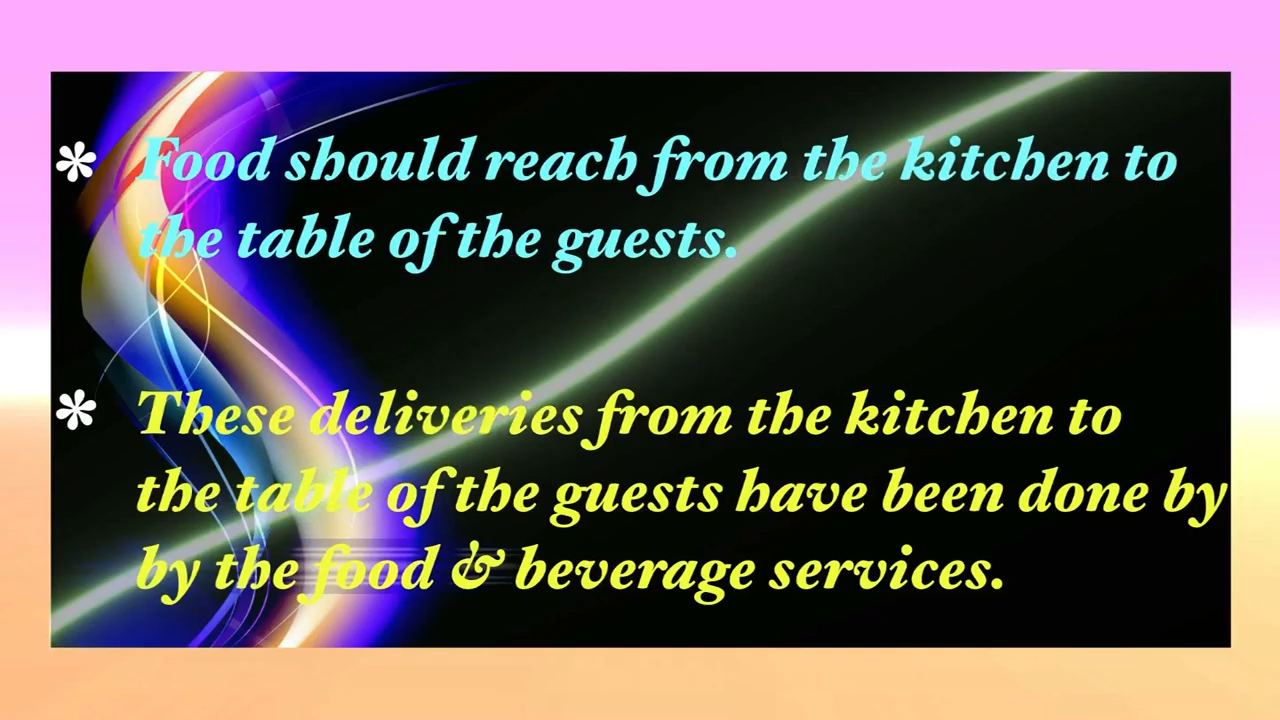 * Food should reach from the kitchen to
the table of the guests.
* These deliveries from the kitchen to
the table of the guests have been done by
by the food & beverage services.